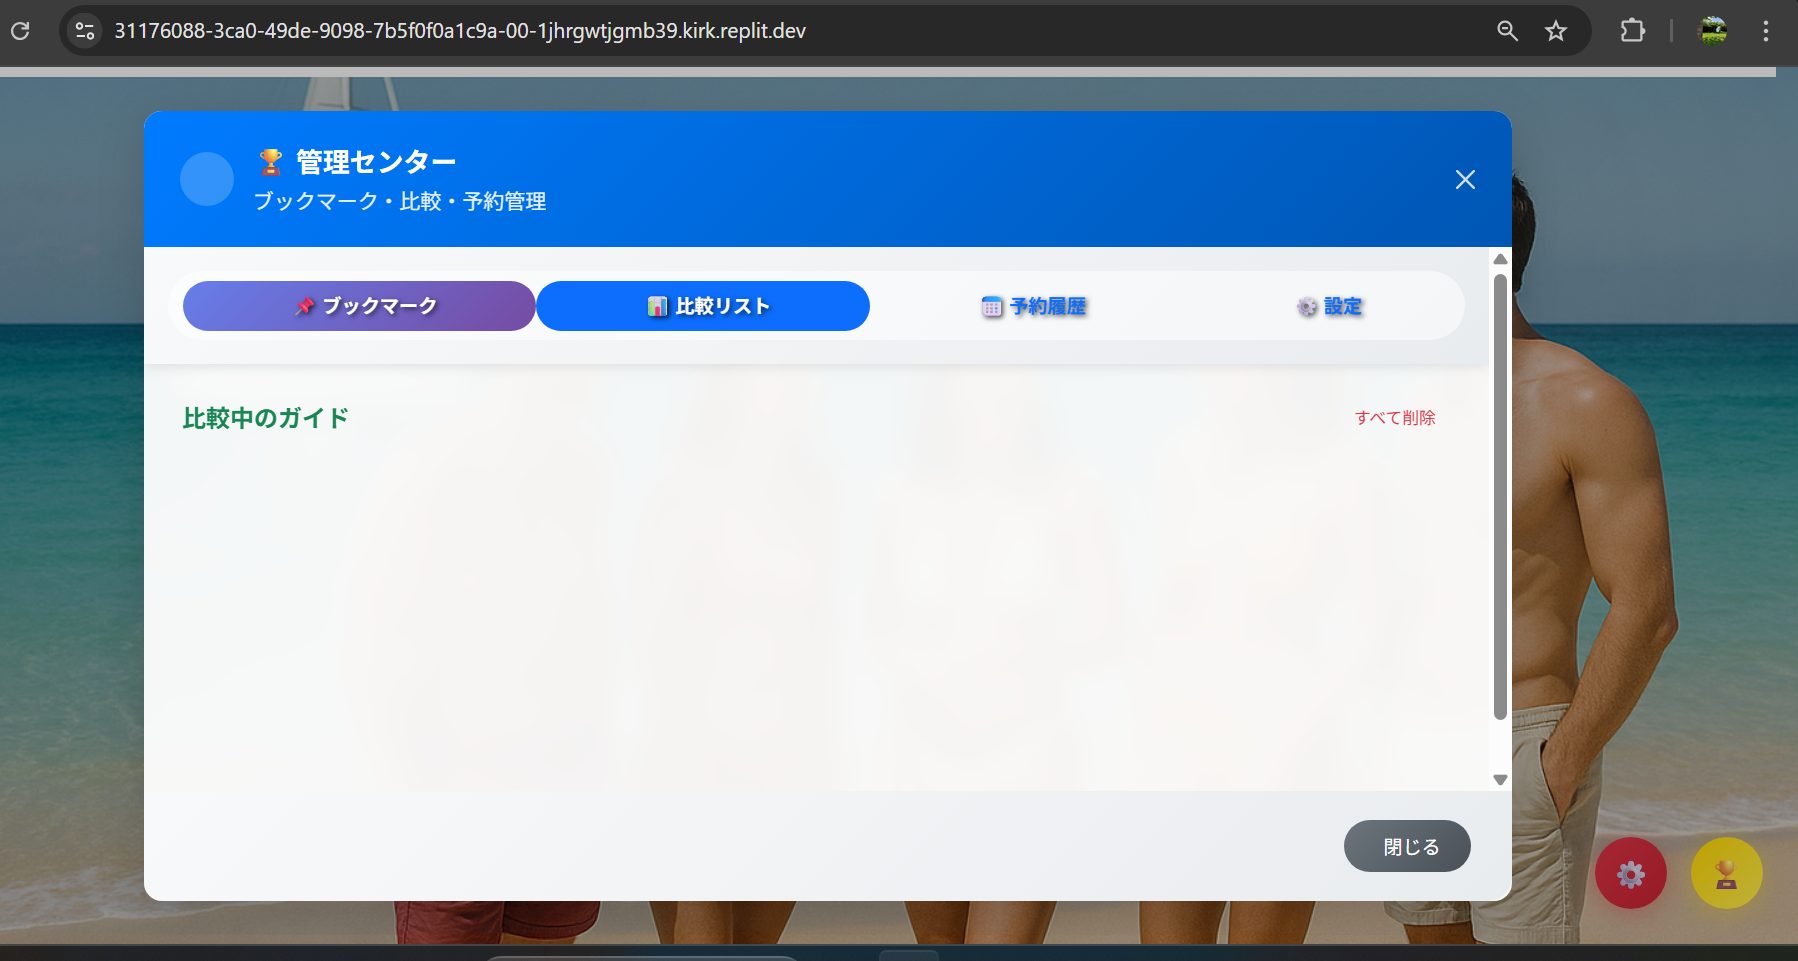 31176088-3ca0-49de-9098-7b5f0f0a1c9a-00-1jhrgwtjgmb39.kirk.replit.dev
🏆 管理センター
ブックマーク・比較・予約管理
📌 ブックマーク
📊 比較リスト
📅 予約履歴
⚙️ 設定
比較中のガイド
すべて削除
閉じる